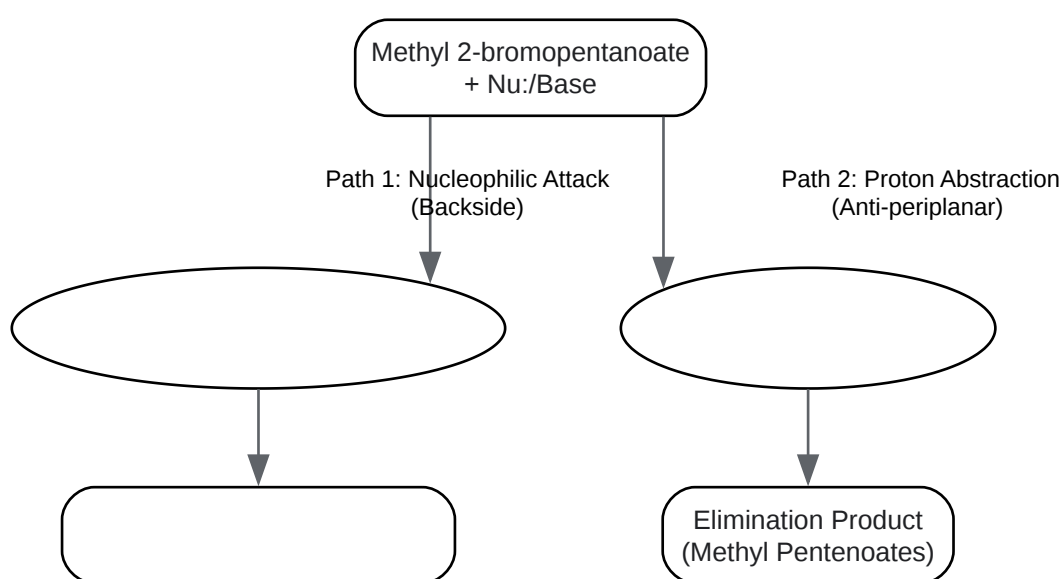 Methyl 2-bromopentanoate
+ Nu:/Base
Path 1: Nucleophilic Attack
(Backside)
Path 2: Proton Abstraction
(Anti-periplanar)
Elimination Product
(Methyl Pentenoates)